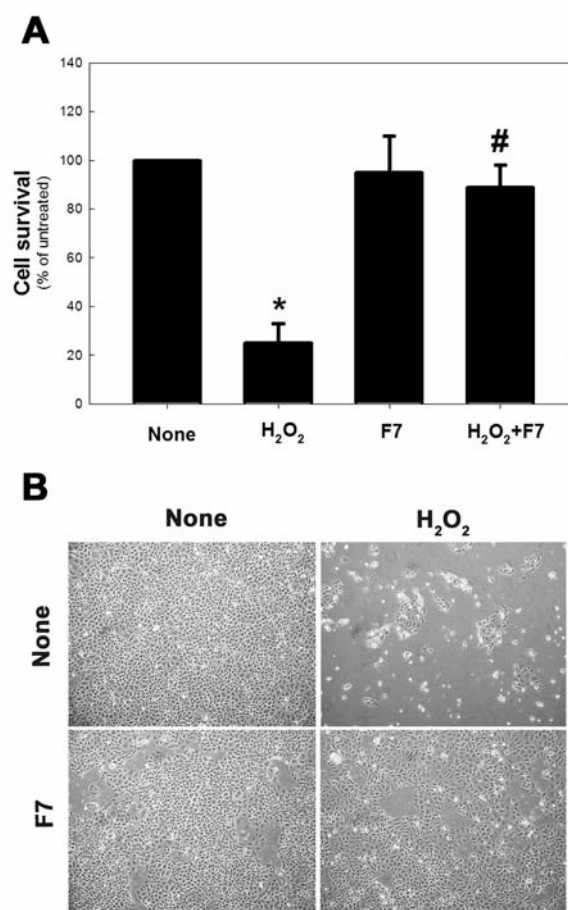 A
140
120
100
80
60
40
20
0
Cell survival
(% of untreated)
*
#
None
H₂O₂
F7
H₂O₂+F7
B
None
H₂O₂
None
F7